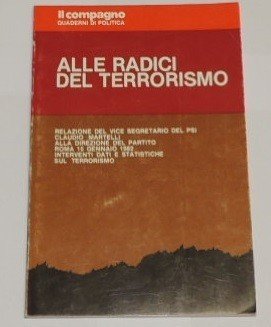 il compagno
QUADERNI DI POLITICA
ALLE RADICI
DEL TERRORISMO
RELAZIONE DEL VICE SEGRETARIO DEL PSI
CLAUDIO MARTELLI
ALLA DIREZIONE DEL PARTITO
ROMA 15 GENNAIO 1982
INTERVENTI DATI E STATISTICHE
SUL TERRORISMO